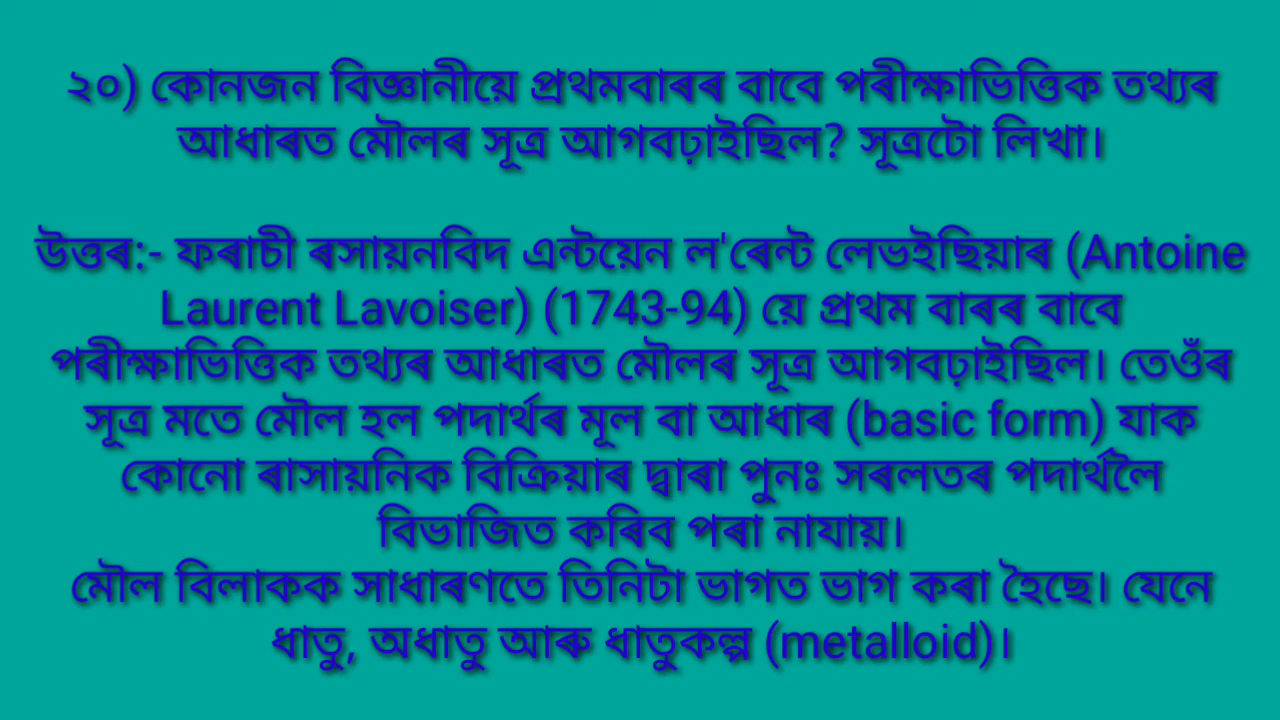 ২০) কোনজন বিজ্ঞানীয়ে প্ৰথমবাৰৰ বাবে পৰীক্ষাভিত্তিক তথ্যৰ
আধাৰত মৌলৰ সূত্ৰ আগবঢ়াইছিল? সূত্ৰটো লিখা।
উত্তৰ:- ফৰাচী ৰসায়নবিদ এন্টয়েন ল'ৰেন্ট লেভইছিয়াৰ (Antoine
Laurent Lavoiser) (1743-94) য়ে প্ৰথম বাৰৰ বাবে
পৰীক্ষাভিত্তিক তথ্যৰ আধাৰত মৌলৰ সূত্ৰ আগবঢ়াইছিল। তেওঁৰ
সূত্ৰ মতে মৌল হল পদাৰ্থৰ মূল বা আধাৰ (basic form) যাক
কোনো ৰাসায়নিক বিক্ৰিয়াৰ দ্বাৰা পুনঃ সৰলতৰ পদাৰ্থলৈ
বিভাজিত কৰিব পৰা নাযায়।
মৌল বিলাকক সাধাৰণতে তিনিটা ভাগত ভাগ কৰা হৈছে। যেনে
ধাতু, অধাতু আৰু ধাতুকল্প (metalloid)।